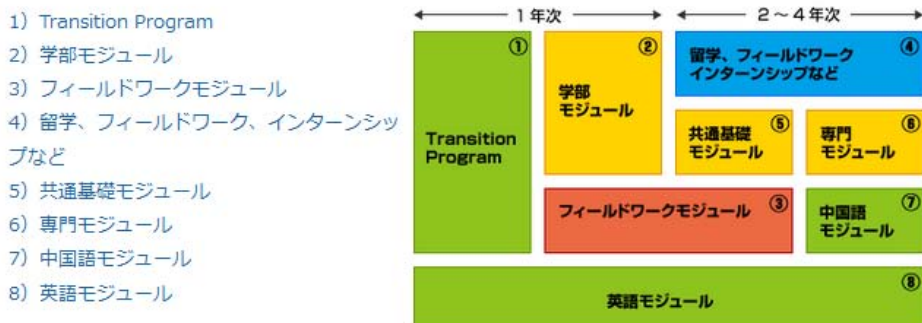 1）Transition Program
2）学部モジュール
3）フィールドワークモジュール
4）留学、フィールドワーク、インターンシッ
プなど
5）共通基礎モジュール
6）専門モジュール
7）中国語モジュール
8）英語モジュール
1年次
2～4年次
①
Transition
Program
②
学部
モジュール
④
留学、フィールドワーク
インターンシップなど
⑤
共通基礎
モジュール
⑥
専門
モジュール
③
フィールドワークモジュール
⑦
中国語
モジュール
⑧
英語モジュール